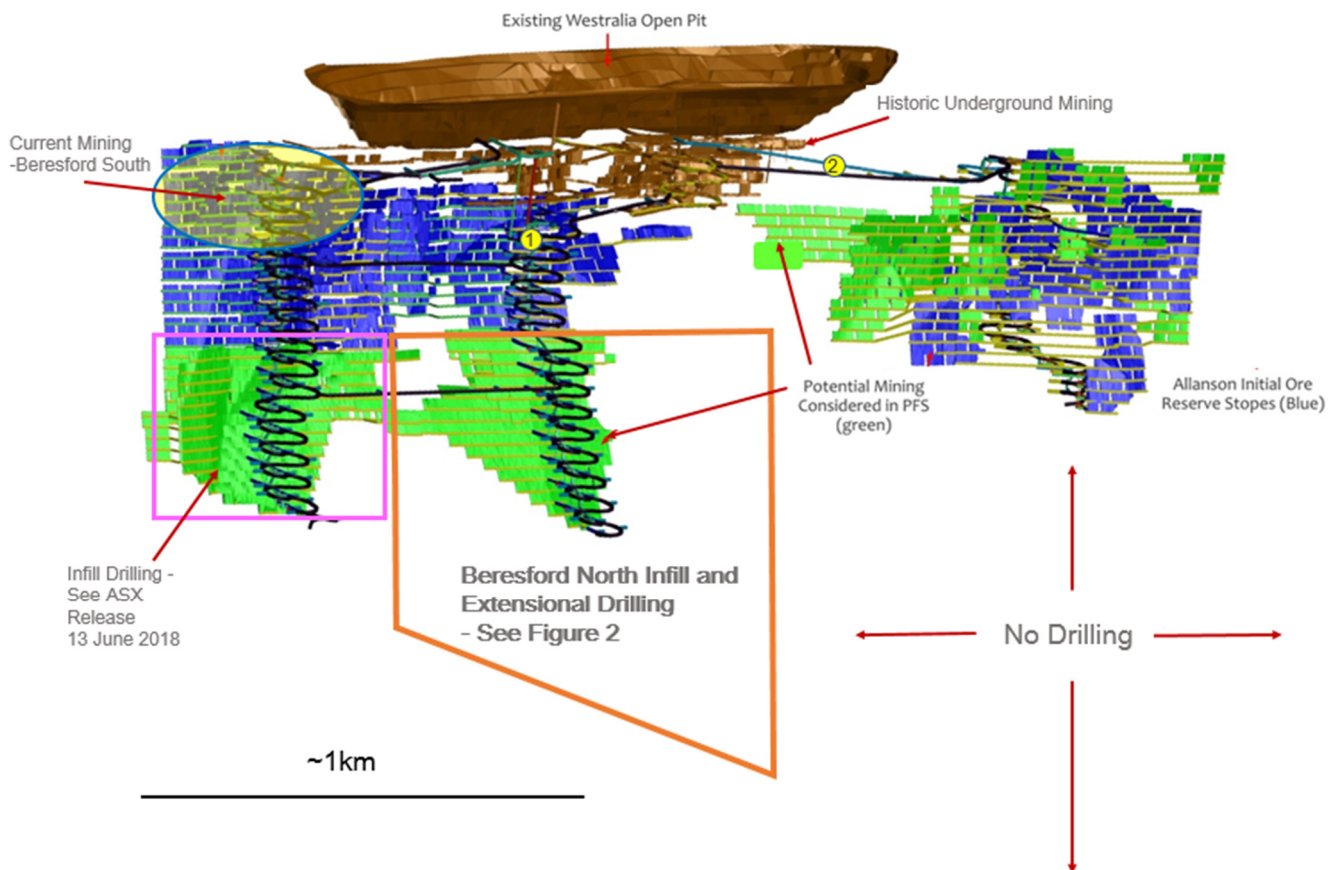 Existing Westralia Open Pit
Historic Underground Mining
Current Mining
-Beresford South
2
1
Potential Mining
Considered in PFS
(green)
Allanson Initial Ore
Reserve Stopes (Blue)
Infill Drilling -
See ASX
Release
13 June 2018
Beresford North Infill and
Extensional Drilling
- See Figure 2
No Drilling
~1km